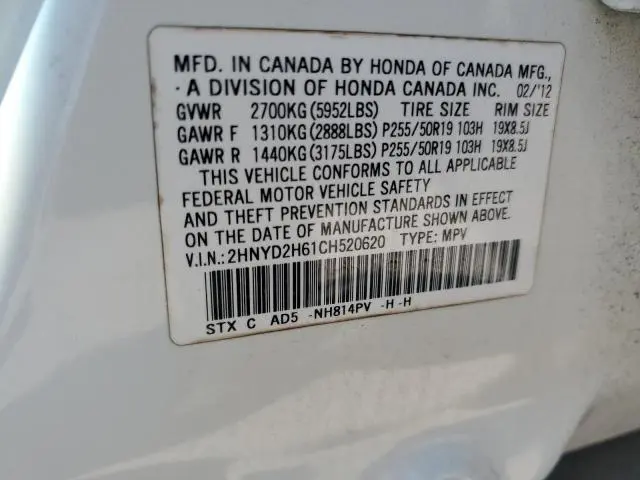 MFD. IN CANADA BY HONDA OF CANADA MFG.,
· A DIVISION OF HONDA CANADA INC. 02/'12
GVWR 2700KG(5952LBS) TIRE SIZE RIM SIZE
GAWR F 1310KG(2888LBS) P255/50R19 103H 19X8.5J
GAWR R 1440KG(3175LBS) P255/50R19 103H 19X8.5J
THIS VEHICLE CONFORMS TO ALL APPLICABLE
FEDERAL MOTOR VEHICLE SAFETY
AND THEFT PREVENTION STANDARDS IN EFFECT
ON THE DATE OF MANUFACTURE SHOWN ABOVE.
V.I.N.: 2HNYD2H61CH520620 TYPE: MPV
STX C AD5 -NH814PV -H -H